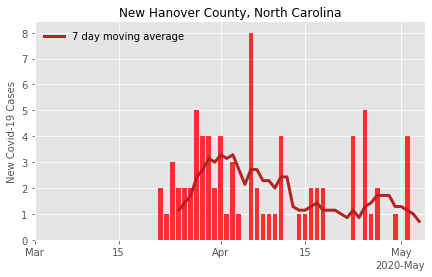 New Hanover County, North Carolina
7 day moving average
New Covid-19 Cases
8
7
6
5
4
3
2
1
0
Mar 15 Apr 15 May
2020-May